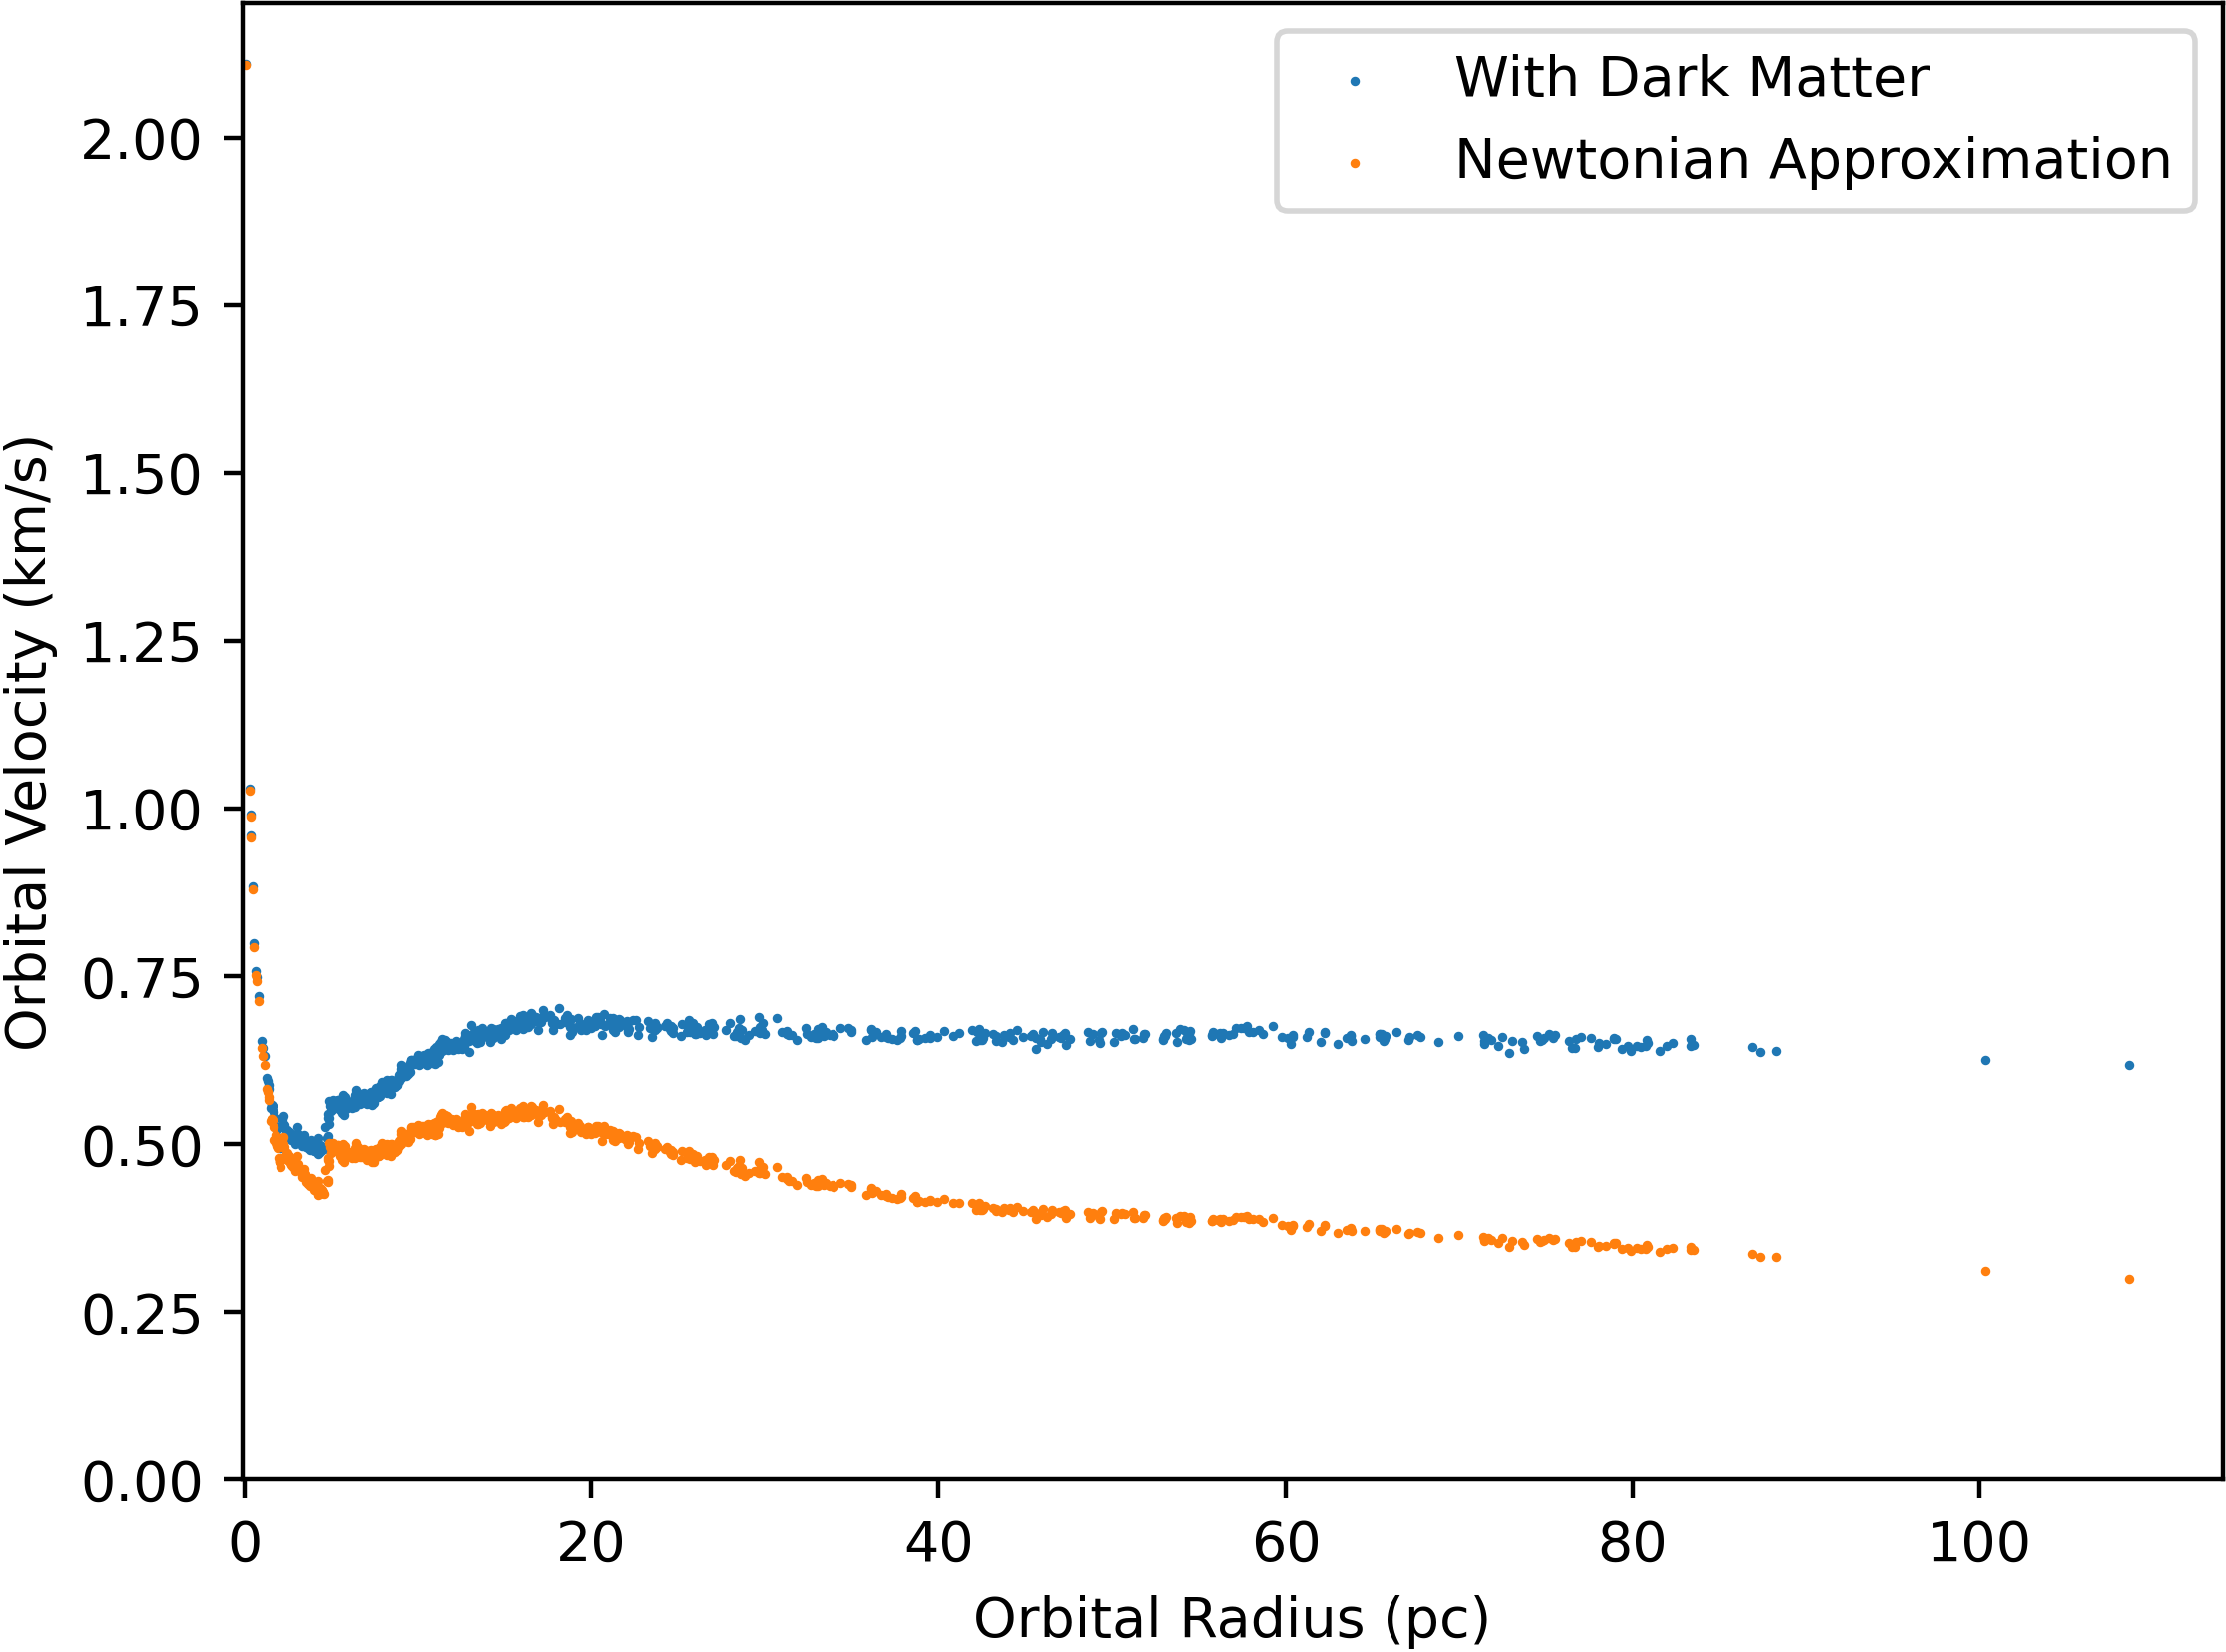 With Dark Matter
Newtonian Approximation
2.00
1.75
1.50
1.25
1.00
0.75
0.50
0.25
0.00
Orbital Velocity (km/s)
0 20 40 60 80 100
Orbital Radius (pc)